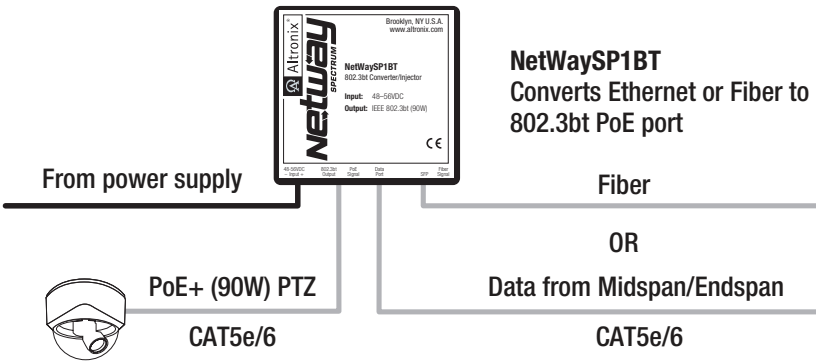 Altronix®
Netway
SPECTRUM
Brooklyn, NY U.S.A.
www.altronix.com
NetWaySP1BT
802.3bt Converter/Injector
Input: 48–56VDC
Output: IEEE 802.3bt (90W)
CE
48-56VDC
– Input +
802.3bt
Output
PoE
Signal
Data
Port
SFP
Fiber
Signal
NetWaySP1BT
Converts Ethernet or Fiber to
802.3bt PoE port
From power supply
Fiber
OR
PoE+ (90W) PTZ
Data from Midspan/Endspan
CAT5e/6
CAT5e/6